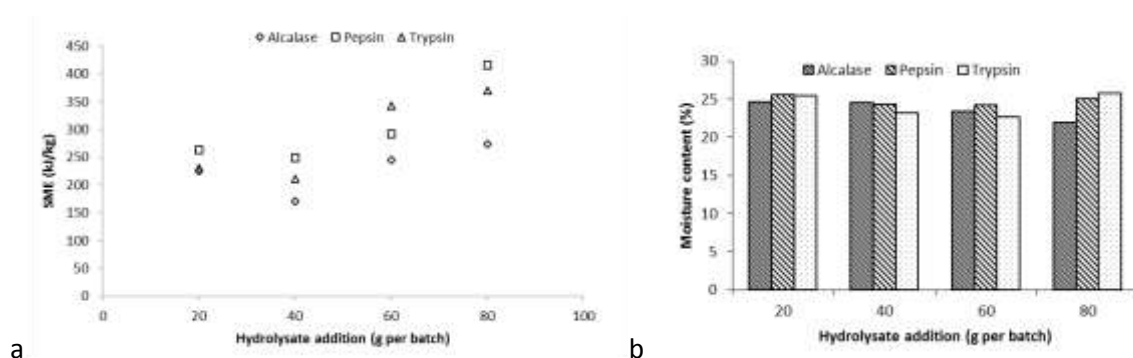 ◇ Alcalase □ Pepsin △ Trypsin
450
400
350
300
250
200
150
100
50
0
SME (kJ/kg)
0 20 40 60 80 100
Hydrolysate addition (g per batch)
a
Alcalase Pepsin Trypsin
30
25
20
15
10
5
0
Moisture content (%)
20 40 60 80
Hydrolysate addition (g per batch)
b